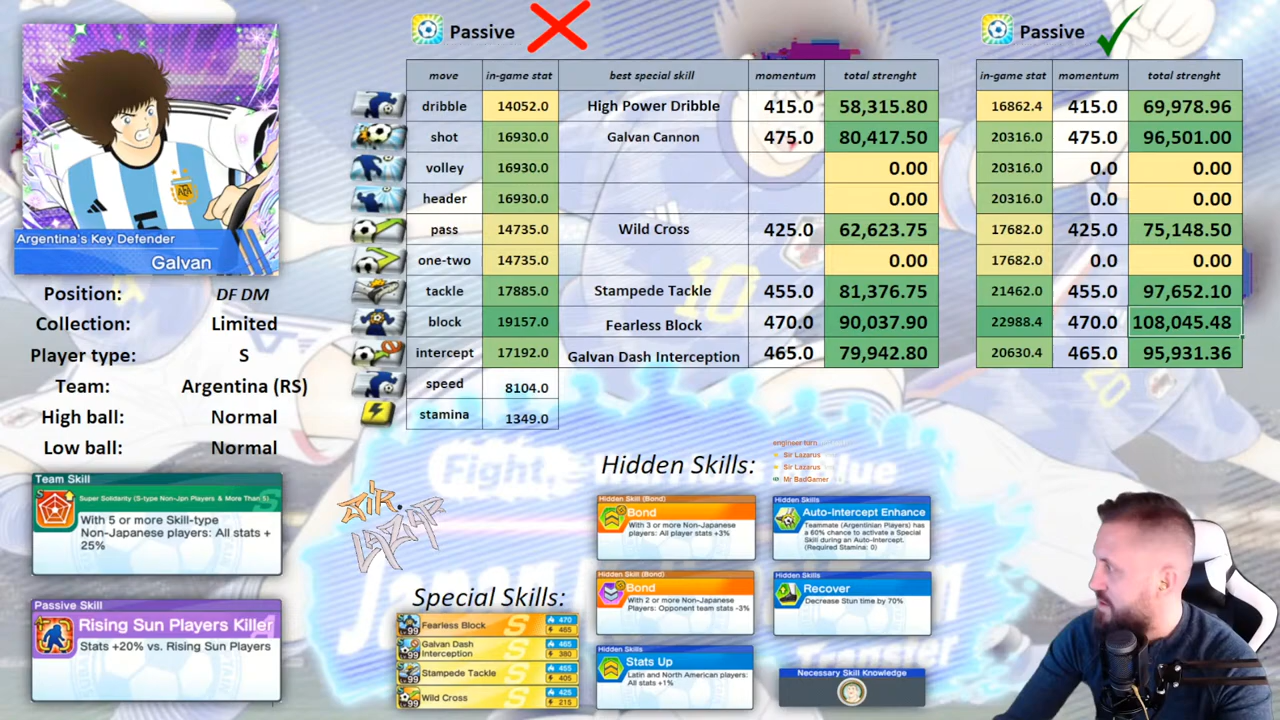 Passive
Passive
move in-game stat best special skill momentum total strenght in-game stat momentum total strenght
dribble 14052.0 High Power Dribble 415.0 58,315.80 16862.4 415.0 69,978.96
shot 16930.0 Galvan Cannon 475.0 80,417.50 20316.0 475.0 96,501.00
volley 16930.0 0.00 20316.0 0.0 0.00
header 16930.0 0.00 20316.0 0.0 0.00
pass 14735.0 Wild Cross 425.0 62,623.75 17682.0 425.0 75,148.50
one-two 14735.0 0.00 17682.0 0.0 0.00
tackle 17885.0 Stampede Tackle 455.0 81,376.75 21462.0 455.0 97,652.10
block 19157.0 Fearless Block 470.0 90,037.90 22988.4 470.0 108,045.48
intercept 17192.0 Galvan Dash Interception 465.0 79,942.80 20630.4 465.0 95,931.36
speed 8104.0
stamina 1349.0
AFA
Argentina's Key Defender
Galvan
Position: DF DM
Collection: Limited
Player type: S
Team: Argentina (RS)
High ball: Normal
Low ball: Normal
Team Skill
Super Solidarity (S-type Non-Jpn Players & More Than 5)
With 5 or more Skill-type
Non-Japanese players: All stats +
25%
Passive Skill
Rising Sun Players Killer
Stats +20% vs. Rising Sun Players
SIR.
LAZUF
Special Skills:
Fearless Block S 470
99 465
Galvan Dash
Interception S 465
99 380
Stampede Tackle S 455
99 405
Wild Cross S 425
99 215
Hidden Skills:
engineer furn
Sir Lazarus
Sir Lazarus
Mr BadGamer
Hidden Skill (Bond)
Bond
With 3 or more Non-Japanese
players: All player stats +3%
Hidden Skill (Bond)
Bond
With 2 or more Non-Japanese
Players: Opponent team stats -3%
Hidden Skills
Stats Up
Latin and North American players:
All stats +1%
Hidden Skills
Auto-Intercept Enhance
Teammate (Argentinian Players) has
a 60% chance to activate a Special
Skill during an Auto-Intercept.
(Required Stamina: 0)
Hidden Skills
Recover
Decrease Stun time by 70%
Necessary Skill Knowledge